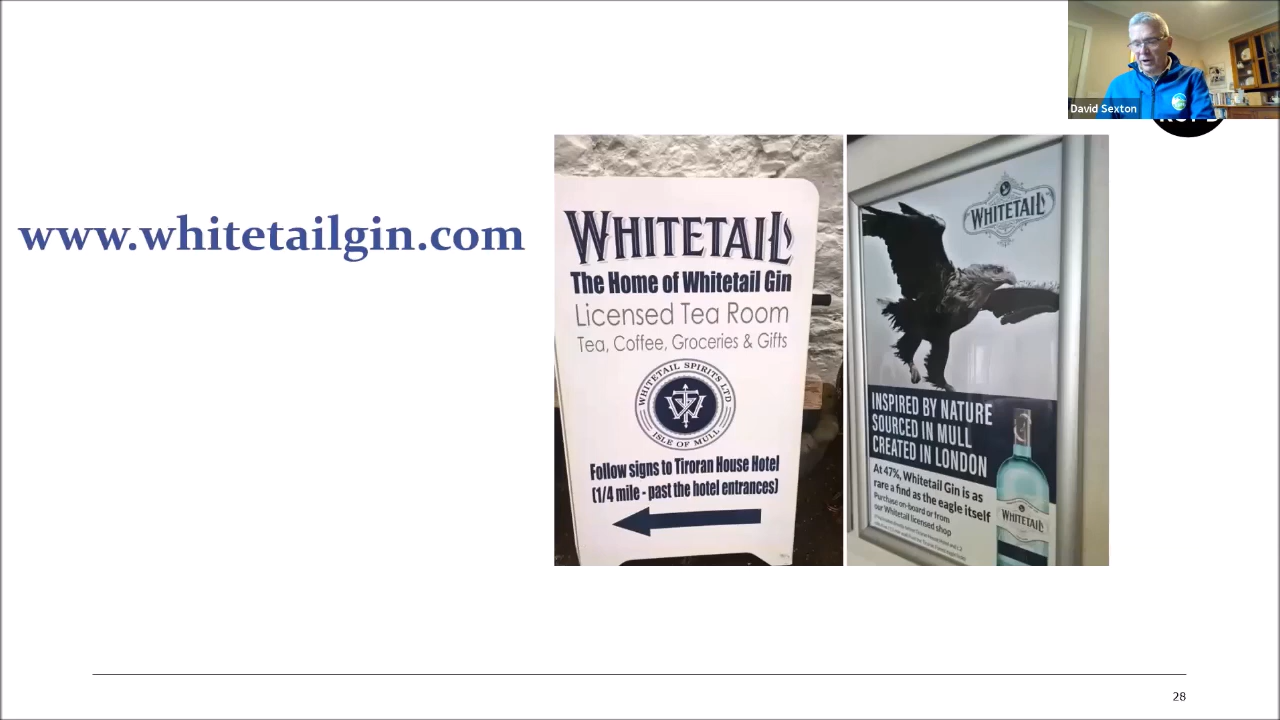 David Sexton
www.whitetailgin.com
WHITETAIL
The Home of Whitetail Gin
Licensed Tea Room
Tea, Coffee, Groceries & Gifts
WHITETAIL SPIRITS LTD
ISLE OF MULL
Follow signs to Tiroran House Hotel
(1/4 mile - past the hotel entrances)
WHITETAIL
INSPIRED BY NATURE
SOURCED IN MULL
CREATED IN LONDON
At 47%, Whitetail Gin is as
rare a find as the eagle itself
Purchase on-board or from
our Whitetail licensed shop
WHITETAIL
28